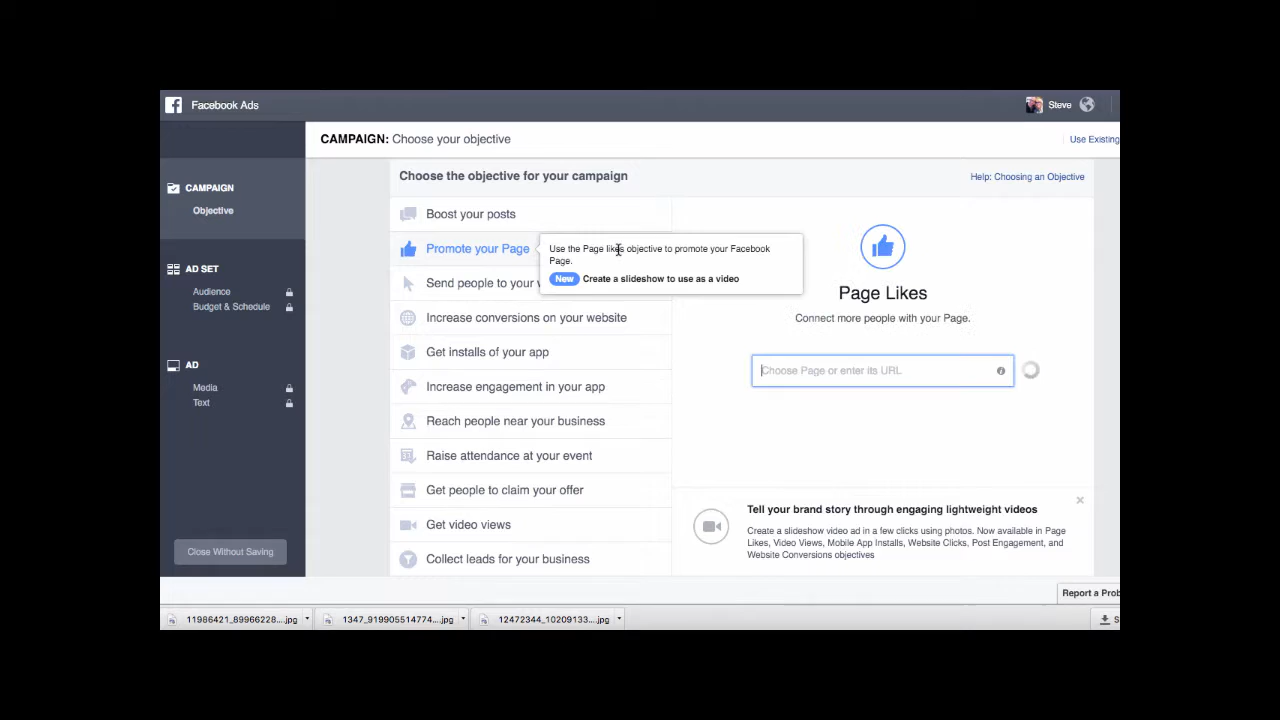 Facebook Ads
Steve
CAMPAIGN: Choose your objective
Use Existing
CAMPAIGN
Objective
AD SET
Audience
Budget & Schedule
AD
Media
Text
Close Without Saving
Choose the objective for your campaign
Help: Choosing an Objective
Boost your posts
Promote your Page
Send people to your
Increase conversions on your website
Get installs of your app
Increase engagement in your app
Reach people near your business
Raise attendance at your event
Get people to claim your offer
Get video views
Collect leads for your business
Use the Page likes objective to promote your Facebook
Page.
New Create a slideshow to use as a video
Page Likes
Connect more people with your Page.
Choose Page or enter its URL
Tell your brand story through engaging lightweight videos
Create a slideshow video ad in a few clicks using photos. Now available in Page
Likes, Video Views, Mobile App Installs, Website Clicks, Post Engagement, and
Website Conversions objectives
Report a Prob
11986421_89966228....jpg
1347_919905514774....jpg
12472344_10209133....jpg
S